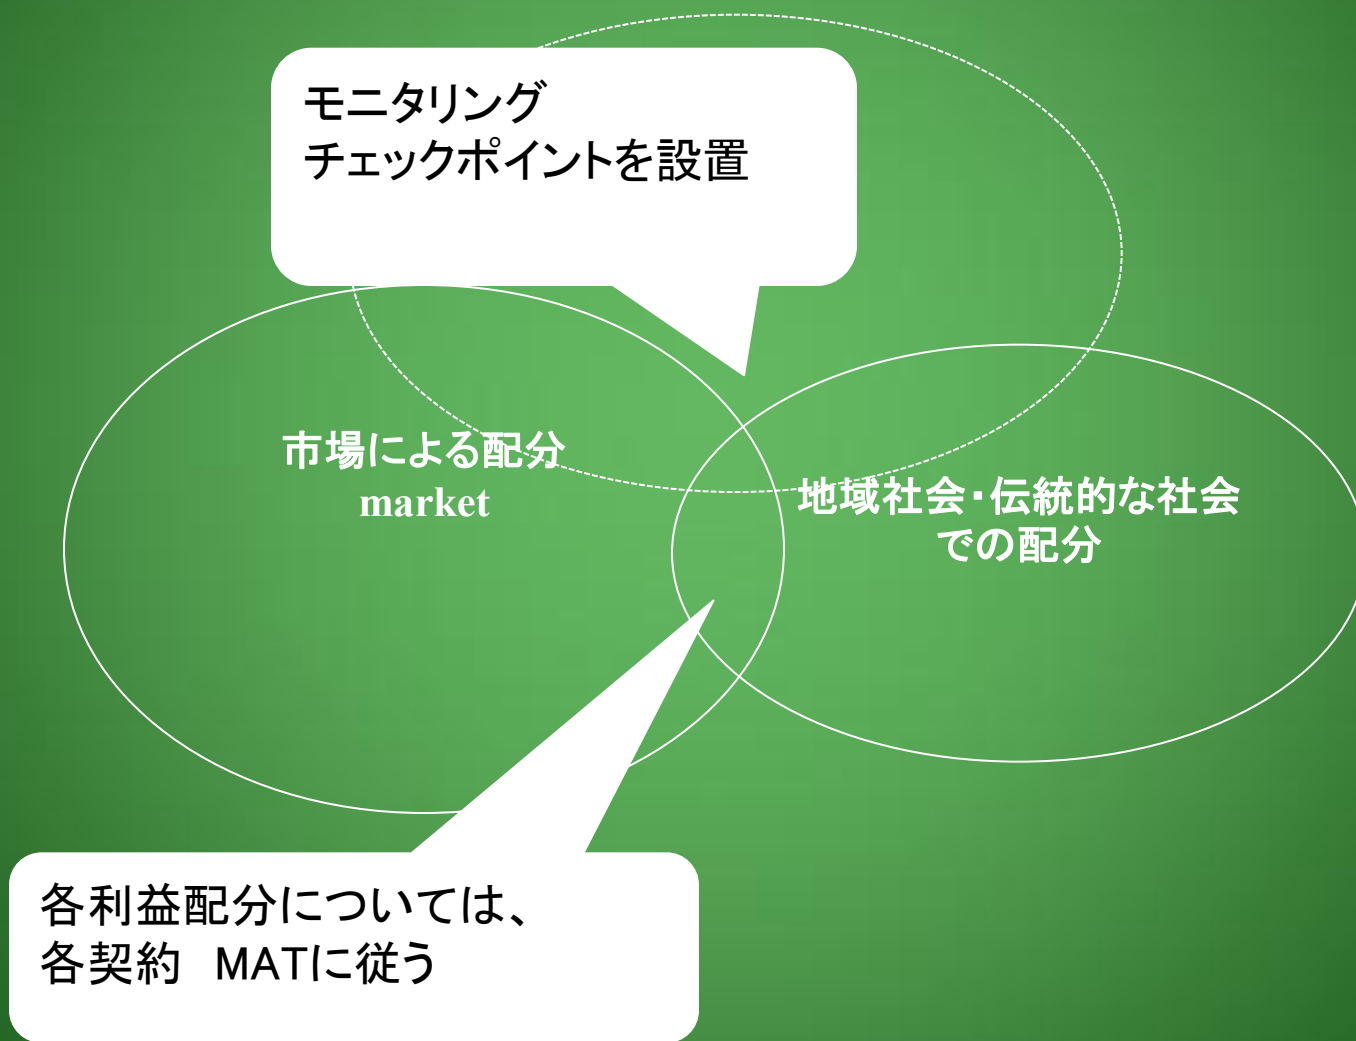 モニタリング
チェックポイントを設置
市場による配分
market
地域社会・伝統的な社会
での配分
各利益配分については、
各契約　MATに従う